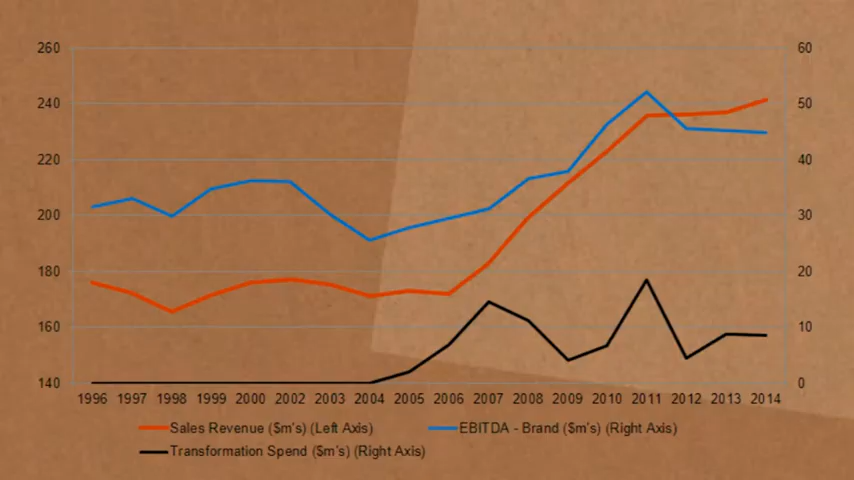 260 60
240 50
220 40
200 30
180 20
160 10
140 0
1996 1997 1998 1999 2000 2002 2003 2004 2005 2006 2007 2008 2009 2010 2011 2012 2013 2014
Sales Revenue ($m's) (Left Axis) EBITDA - Brand ($m's) (Right Axis)
Transformation Spend ($m's) (Right Axis)